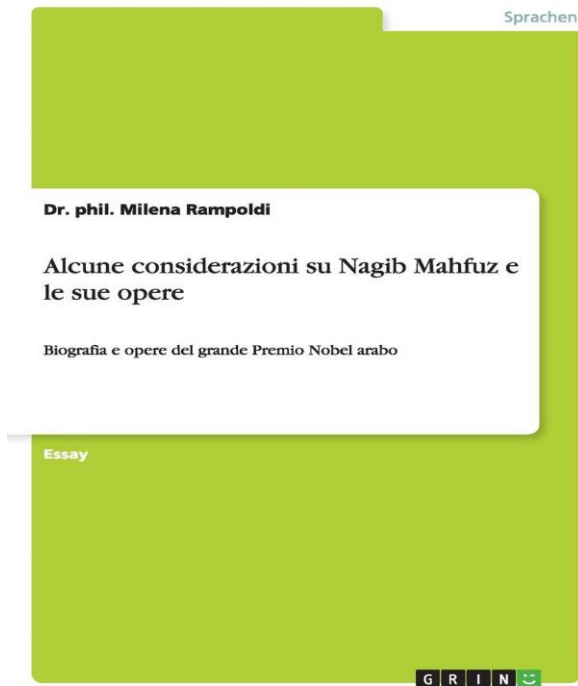 Sprachen
Dr. phil. Milena Rampoldi
Alcune considerazioni su Nagib Mahfuz e
le sue opere
Biografia e opere del grande Premio Nobel arabo
Essay
GRIN